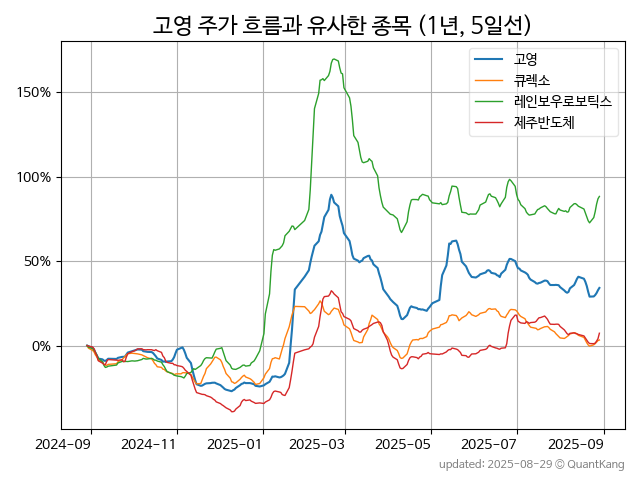 고영 주가 흐름과 유사한 종목 (1년, 5일선)
고영
큐렉소
레인보우로보틱스
제주반도체
150%
100%
50%
0%
2024-09 2024-11 2025-01 2025-03 2025-05 2025-07 2025-09
updated: 2025-08-29 © QuantKang